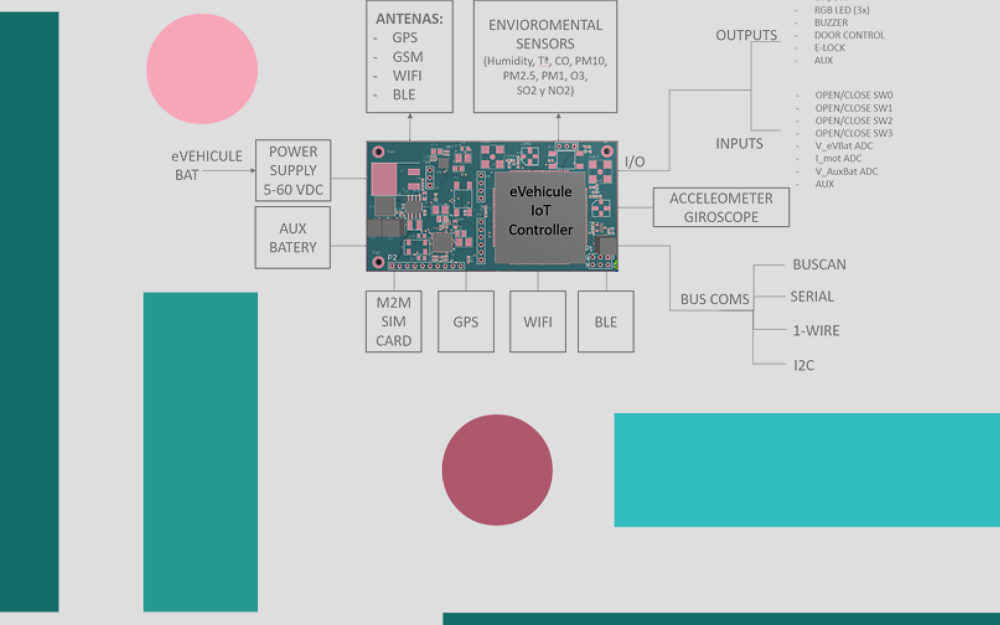 ANTENAS:
- GPS
- GSM
- WIFI
- BLE
ENVIROMENTAL
SENSORS
(Humidity, Tª, CO, PM10,
PM2.5, PM1, O3,
SO2 y NO2)
OUTPUTS
- RGB LED (3x)
- BUZZER
- DOOR CONTROL
- E-LOCK
- AUX
INPUTS
- OPEN/CLOSE SW0
- OPEN/CLOSE SW1
- OPEN/CLOSE SW2
- OPEN/CLOSE SW3
- V_eVBat ADC
- I_mot ADC
- V_AuxBat ADC
- AUX
eVEHICULE
BAT
POWER
SUPPLY
5-60 VDC
AUX
BATERY
eVehicule
IoT
Controller
P2
I/O
ACCELEOMETER
GIROSCOPE
M2M
SIM
CARD
GPS
WIFI
BLE
BUS COMS
BUSCAN
SERIAL
1-WIRE
I2C